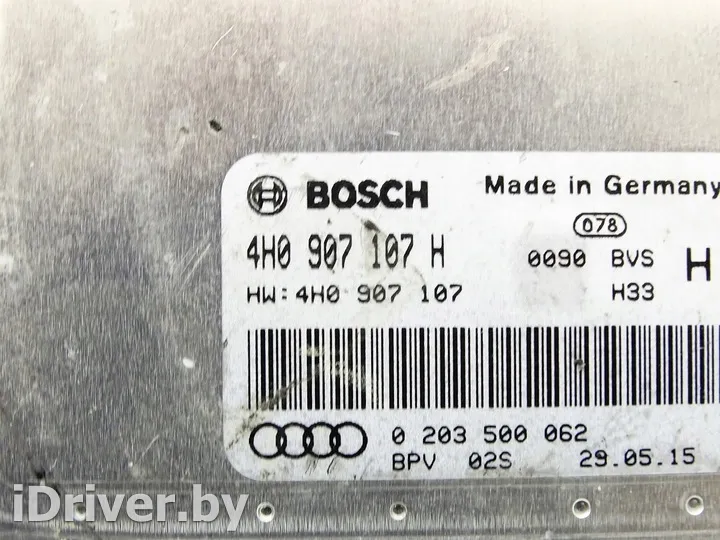 BOSCH Made in Germany
078
4H0 907 107 H 0090 BVS H
HW: 4H0 907 107 H33
0 203 500 062
BPV 02S 29.05.15
iDriver.by